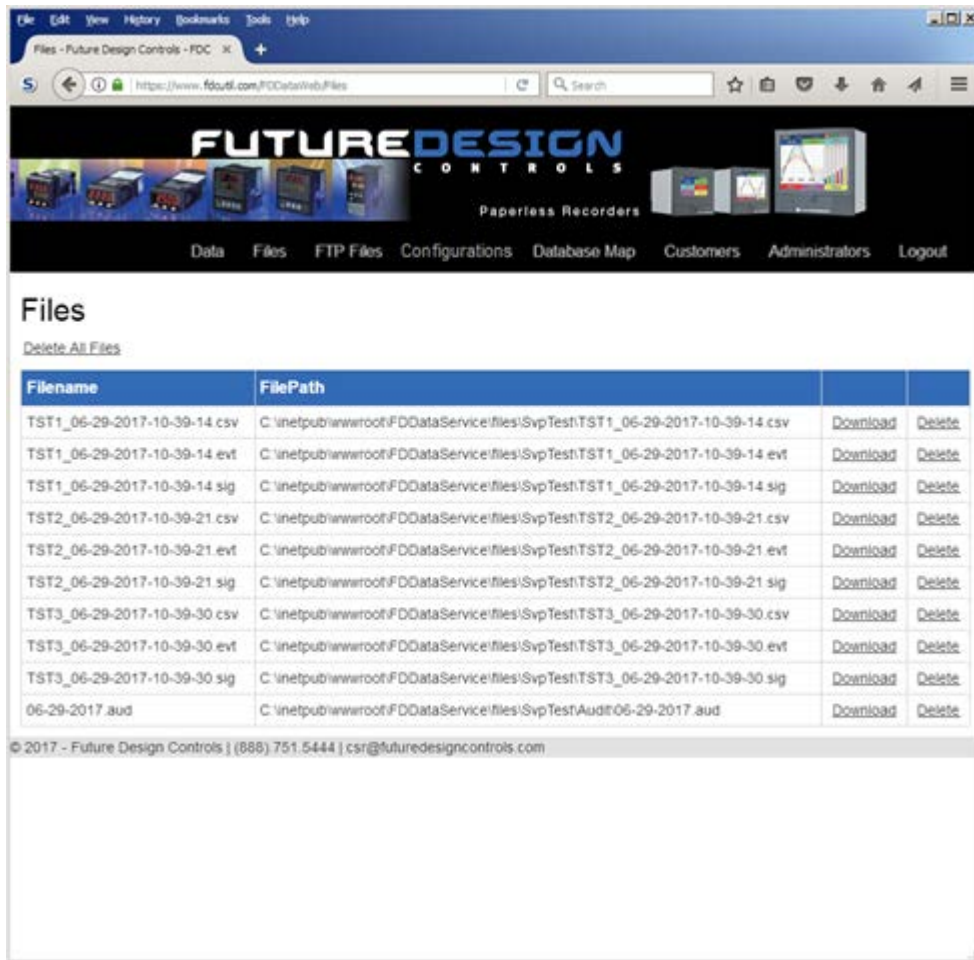 File Edit View History Bookmarks Tools Help
Files - Future Design Controls - FDC
https://www.fdcutil.com/FDDataWeb/Files
Search
FUTUREDESIGN
CONTROLS
Paperless Recorders
Data Files FTP Files Configurations Database Map Customers Administrators Logout
Files
Delete All Files
Filename FilePath
TST1_06-29-2017-10-39-14.csv C:\inetpub\wwwroot\FDDataService\files\SvpTest\TST1_06-29-2017-10-39-14.csv Download Delete
TST1_06-29-2017-10-39-14.evt C:\inetpub\wwwroot\FDDataService\files\SvpTest\TST1_06-29-2017-10-39-14.evt Download Delete
TST1_06-29-2017-10-39-14.sig C:\inetpub\wwwroot\FDDataService\files\SvpTest\TST1_06-29-2017-10-39-14.sig Download Delete
TST2_06-29-2017-10-39-21.csv C:\inetpub\wwwroot\FDDataService\files\SvpTest\TST2_06-29-2017-10-39-21.csv Download Delete
TST2_06-29-2017-10-39-21.evt C:\inetpub\wwwroot\FDDataService\files\SvpTest\TST2_06-29-2017-10-39-21.evt Download Delete
TST2_06-29-2017-10-39-21.sig C:\inetpub\wwwroot\FDDataService\files\SvpTest\TST2_06-29-2017-10-39-21.sig Download Delete
TST3_06-29-2017-10-39-30.csv C:\inetpub\wwwroot\FDDataService\files\SvpTest\TST3_06-29-2017-10-39-30.csv Download Delete
TST3_06-29-2017-10-39-30.evt C:\inetpub\wwwroot\FDDataService\files\SvpTest\TST3_06-29-2017-10-39-30.evt Download Delete
TST3_06-29-2017-10-39-30.sig C:\inetpub\wwwroot\FDDataService\files\SvpTest\TST3_06-29-2017-10-39-30.sig Download Delete
06-29-2017.aud C:\inetpub\wwwroot\FDDataService\files\SvpTest\Audit\06-29-2017.aud Download Delete
© 2017 - Future Design Controls | (888) 751.5444 | csr@futuredesigncontrols.com